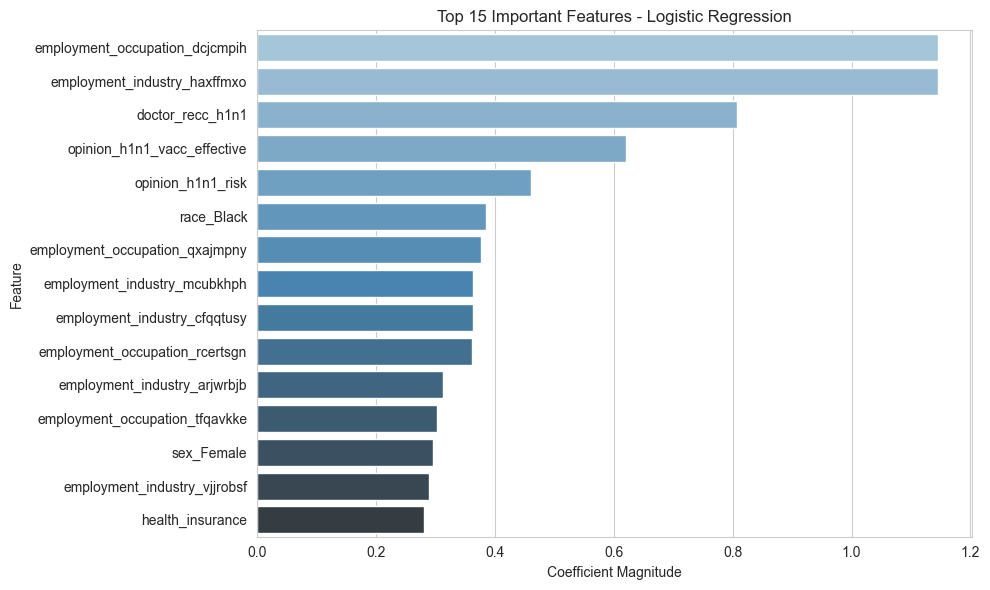 Top 15 Important Features - Logistic Regression
Feature
employment_occupation_dcjcmpih
employment_industry_haxffmxo
doctor_recc_h1n1
opinion_h1n1_vacc_effective
opinion_h1n1_risk
race_Black
employment_occupation_qxajmpny
employment_industry_mcubkhph
employment_industry_cfqqtusy
employment_occupation_rcertsgn
employment_industry_arjwrbjb
employment_occupation_tfqavkke
sex_Female
employment_industry_vjjrobsf
health_insurance
0.0 0.2 0.4 0.6 0.8 1.0 1.2
Coefficient Magnitude